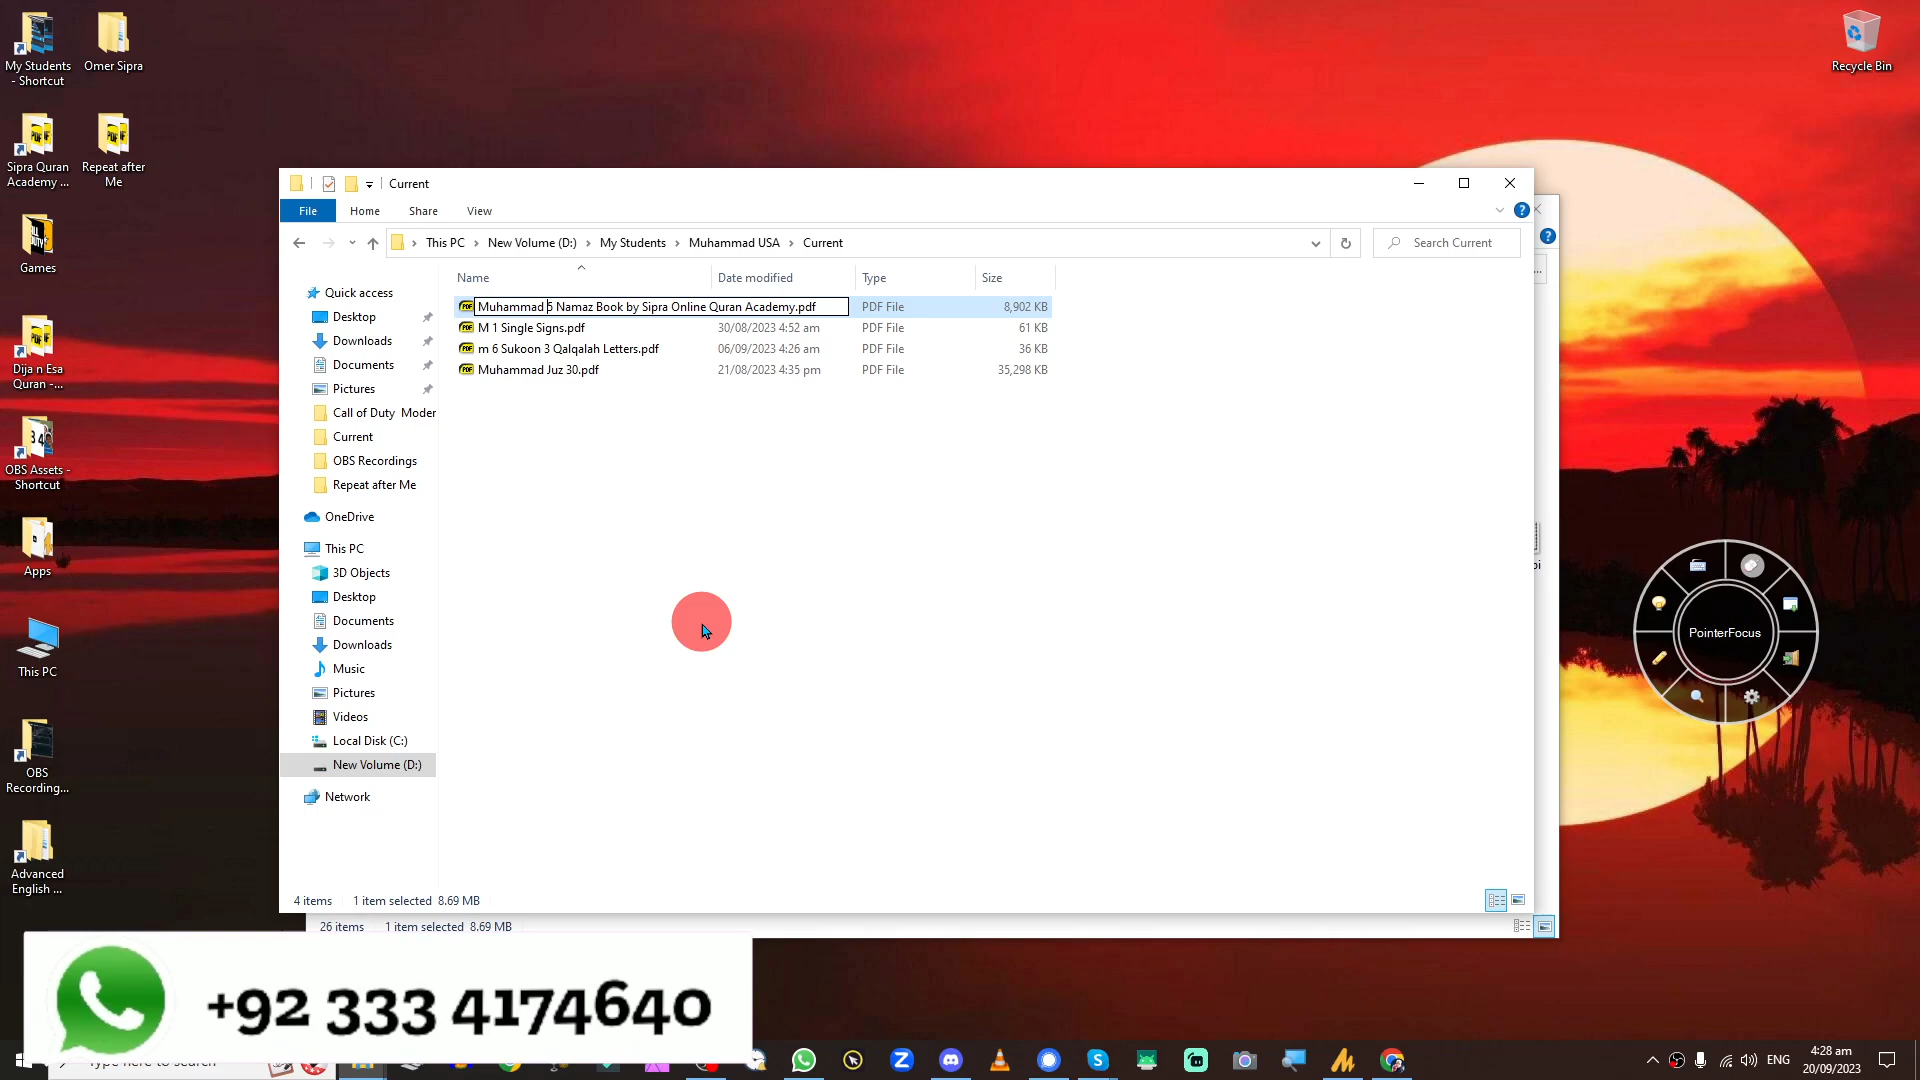 My Students
- Shortcut
Omer Sipra
Recycle Bin
Sipra Quran
Academy ...
Repeat after
Me
Games
Dija n Esa
Quran -...
OBS Assets -
Shortcut
Apps
This PC
OBS
Recording...
Advanced
English ...
Current
File
Home
Share
View
This PC > New Volume (D:) > My Students > Muhammad USA > Current
Search Current
Name
Date modified
Type
Size
Muhammad 5 Namaz Book by Sipra Online Quran Academy.pdf PDF File 8,902 KB
M 1 Single Signs.pdf 30/08/2023 4:52 am PDF File 61 KB
m 6 Sukoon 3 Qalqalah Letters.pdf 06/09/2023 4:26 am PDF File 36 KB
Muhammad Juz 30.pdf 21/08/2023 4:35 pm PDF File 35,298 KB
Quick access
Desktop
Downloads
Documents
Pictures
Call of Duty Moder
Current
OBS Recordings
Repeat after Me
OneDrive
This PC
3D Objects
Desktop
Documents
Downloads
Music
Pictures
Videos
Local Disk (C:)
New Volume (D:)
Network
PointerFocus
4 items 1 item selected 8.69 MB
26 items 1 item selected 8.69 MB
+92 333 4174640
ENG
4:28 am
20/09/2023